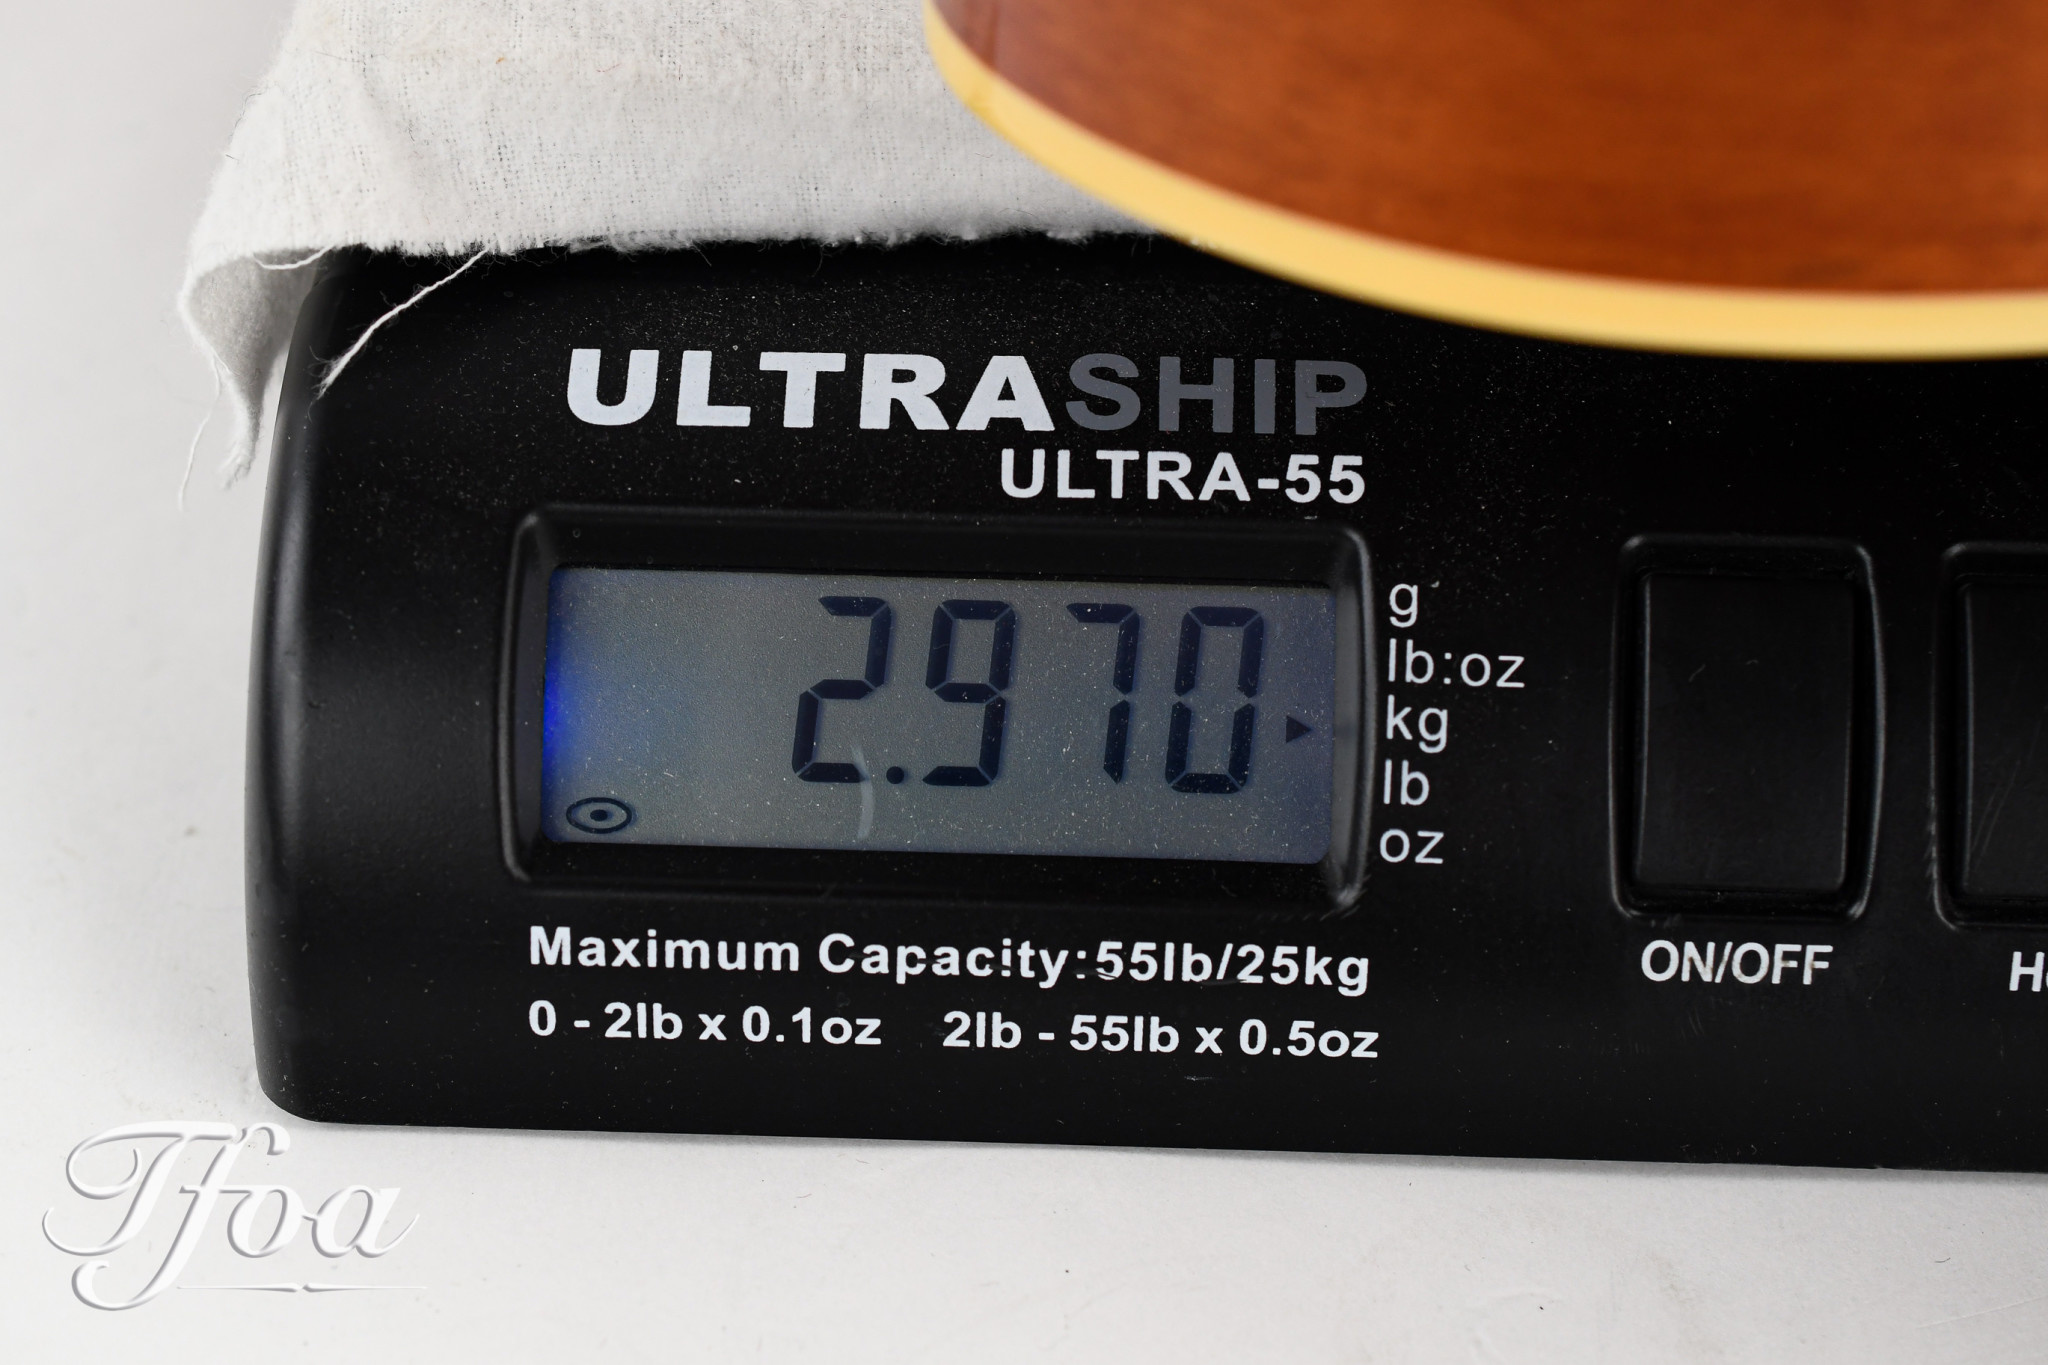 ULTRASHIP
ULTRA-55
2.970
g
lb:oz
kg
lb
oz
Maximum Capacity:55lb/25kg
0 - 2lb x 0.1oz 2lb - 55lb x 0.5oz
ON/OFF
Tfoa